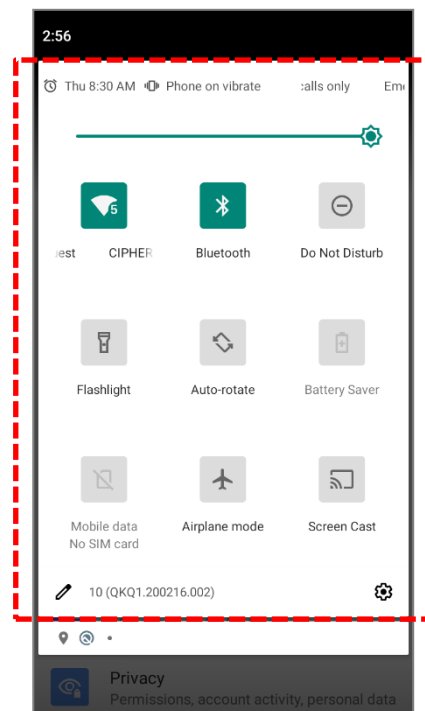 2:56
Thu 8:30 AM Phone on vibrate calls only
5
CIPHER Bluetooth Do Not Disturb
Flashlight Auto-rotate Battery Saver
Mobile data Airplane mode Screen Cast
No SIM card
10 (QKQ1.200216.002)
Privacy
Permissions, account activity, personal data